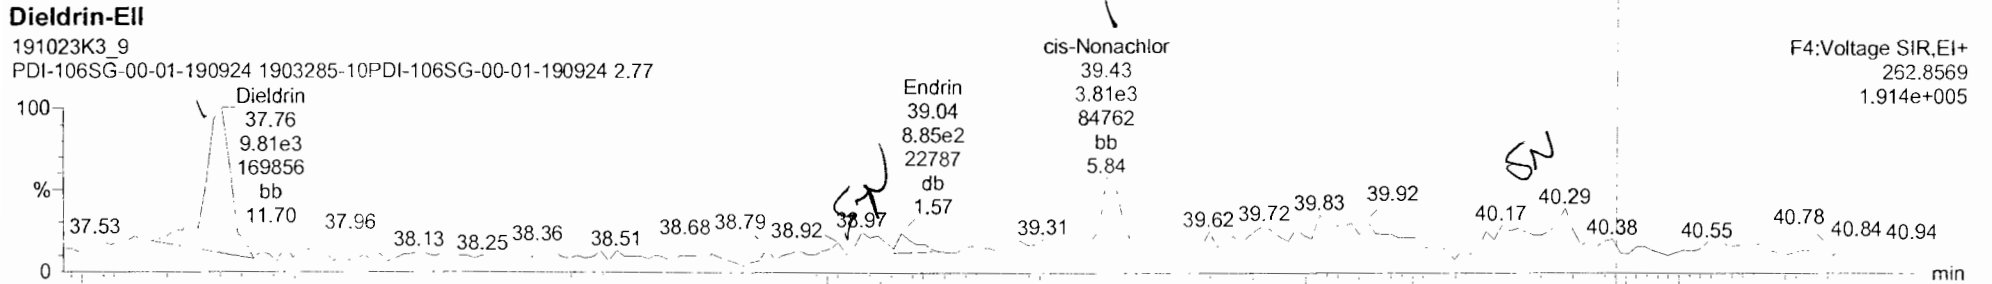 Dieldrin-EII
191023K3_9
PDI-106SG-00-01-190924 1903285-10PDI-106SG-00-01-190924 2.77
F4:Voltage SIR,EI+
262.8569
1.914e+005
100
%
0
Dieldrin
37.76
9.81e3
169856
bb
11.70
Endrin
39.04
8.85e2
22787
db
1.57
cis-Nonachlor
39.43
3.81e3
84762
bb
5.84
37.53
37.96
38.13
38.25
38.36
38.51
38.68
38.79
38.92
38.97
39.31
39.62
39.72
39.83
39.92
40.17
40.29
40.38
40.55
40.78
40.84
40.94
min